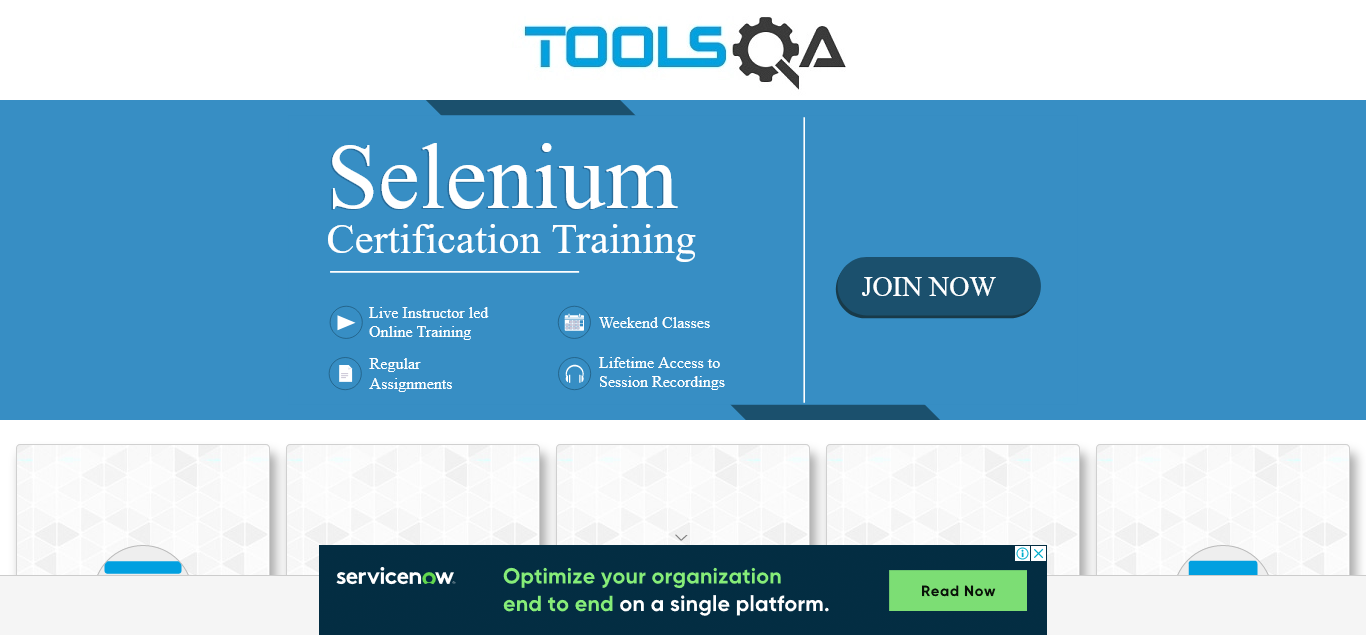 TOOLSQA
Selenium
Certification Training
JOIN NOW
Live Instructor led
Online Training
Weekend Classes
Regular
Assignments
Lifetime Access to
Session Recordings
servicenow
Optimize your organization
end to end on a single platform.
Read Now